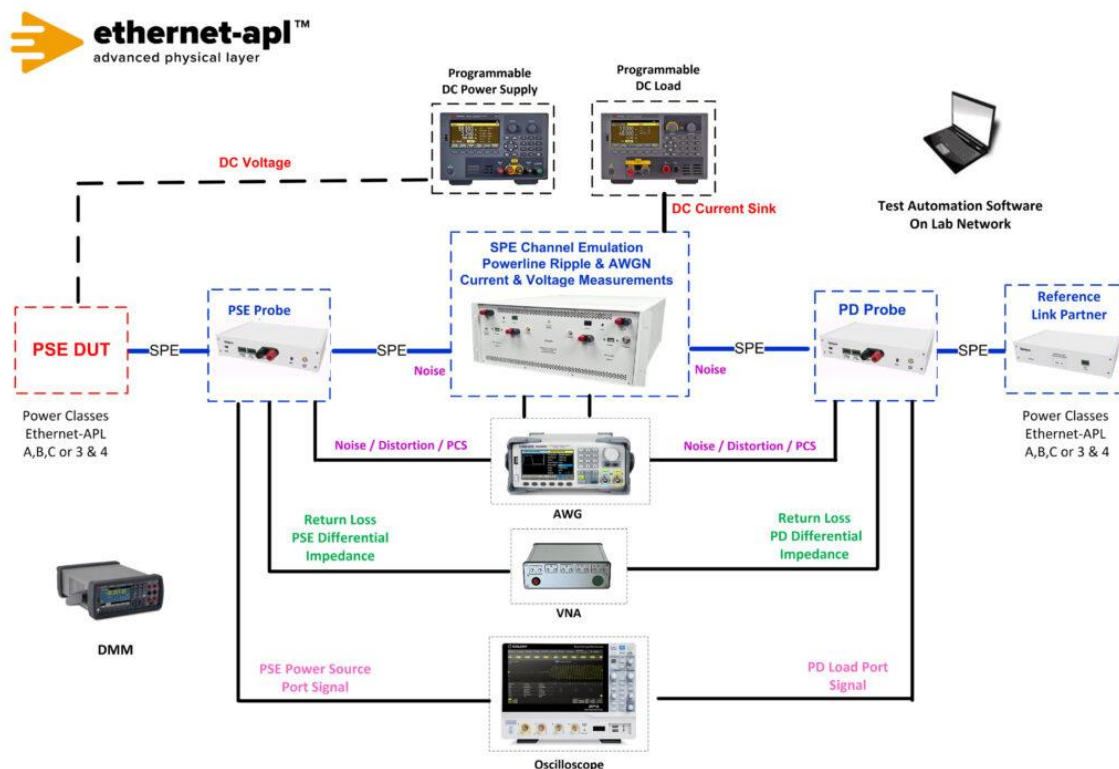 ethernet-apl™
advanced physical layer
Programmable
DC Power Supply
Programmable
DC Load
DC Voltage
DC Current Sink
Test Automation Software
On Lab Network
SPE Channel Emulation
Powerline Ripple & AWGN
Current & Voltage Measurements
PSE Probe
PD Probe
Reference
Link Partner
PSE DUT
SPE
SPE
SPE
SPE
Noise
Noise
Power Classes
Ethernet-APL
A,B,C or 3 & 4
Power Classes
Ethernet-APL
A,B,C or 3 & 4
Noise / Distortion / PCS
Noise / Distortion / PCS
AWG
Return Loss
PSE Differential
Impedance
Return Loss
PD Differential
Impedance
VNA
DMM
PSE Power Source
Port Signal
PD Load Port
Signal
Oscilloscope